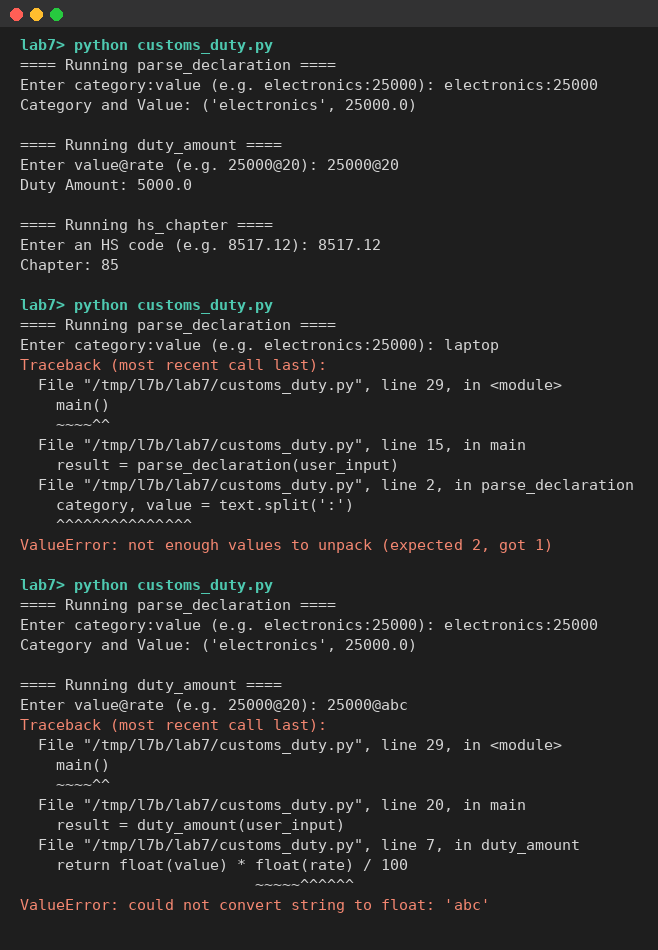 lab7> python customs_duty.py
==== Running parse_declaration ====
Enter category:value (e.g. electronics:25000): electronics:25000
Category and Value: ('electronics', 25000.0)

==== Running duty_amount ====
Enter value@rate (e.g. 25000@20): 25000@20
Duty Amount: 5000.0

==== Running hs_chapter ====
Enter an HS code (e.g. 8517.12): 8517.12
Chapter: 85

lab7> python customs_duty.py
==== Running parse_declaration ====
Enter category:value (e.g. electronics:25000): laptop
Traceback (most recent call last):
  File "/tmp/l7b/lab7/customs_duty.py", line 29, in <module>
    main()
    ~~~~^^
  File "/tmp/l7b/lab7/customs_duty.py", line 15, in main
    result = parse_declaration(user_input)
  File "/tmp/l7b/lab7/customs_duty.py", line 2, in parse_declaration
    category, value = text.split(':')
    ^^^^^^^^^^^^^^^
ValueError: not enough values to unpack (expected 2, got 1)

lab7> python customs_duty.py
==== Running parse_declaration ====
Enter category:value (e.g. electronics:25000): electronics:25000
Category and Value: ('electronics', 25000.0)

==== Running duty_amount ====
Enter value@rate (e.g. 25000@20): 25000@abc
Traceback (most recent call last):
  File "/tmp/l7b/lab7/customs_duty.py", line 29, in <module>
    main()
    ~~~~^^
  File "/tmp/l7b/lab7/customs_duty.py", line 20, in main
    result = duty_amount(user_input)
  File "/tmp/l7b/lab7/customs_duty.py", line 7, in duty_amount
    return float(value) * float(rate) / 100
                          ~~~~~^^^^^^
ValueError: could not convert string to float: 'abc'